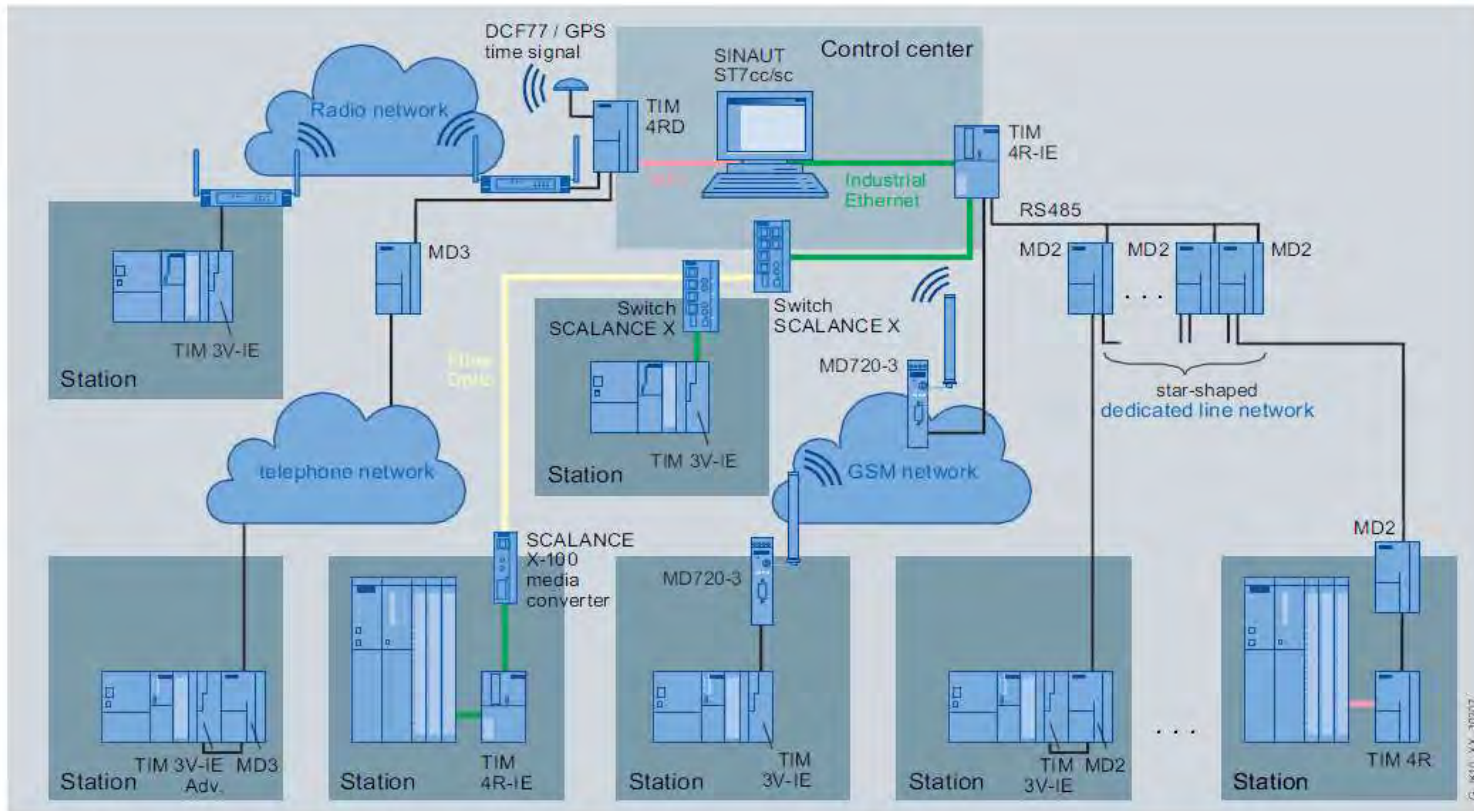 DCF77 / GPS
time signal
Control center
SINAUT
ST7cc/sc
Radio network
TIM
4RD
TIM
4R-IE
Industrial
Ethernet
RS485
MD3
MD2
MD2
MD2
. . .
Switch
SCALANCE X
Switch
SCALANCE X
TIM 3V-IE
Station
Fibre
Optic
MD720-3
star-shaped
dedicated line network
TIM 3V-IE
Station
telephone network
GSM network
MD2
SCALANCE
X-100
media
converter
MD720-3
TIM 3V-IE
Adv.
MD3
Station
TIM
4R-IE
Station
TIM
3V-IE
Station
TIM
3V-IE
MD2
Station
. . .
TIM 4R
Station